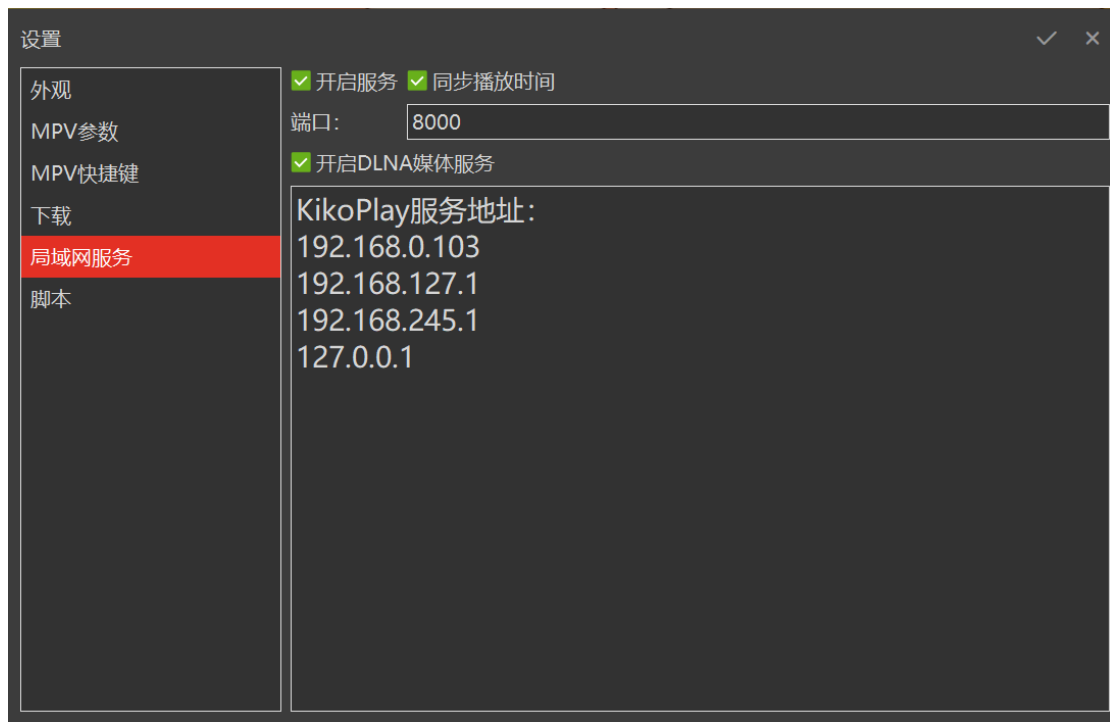 设置
外观
MPV参数
MPV快捷键
下载
局域网服务
脚本
开启服务 同步播放时间
端口： 8000
开启DLNA媒体服务
KikoPlay服务地址：
192.168.0.103
192.168.127.1
192.168.245.1
127.0.0.1